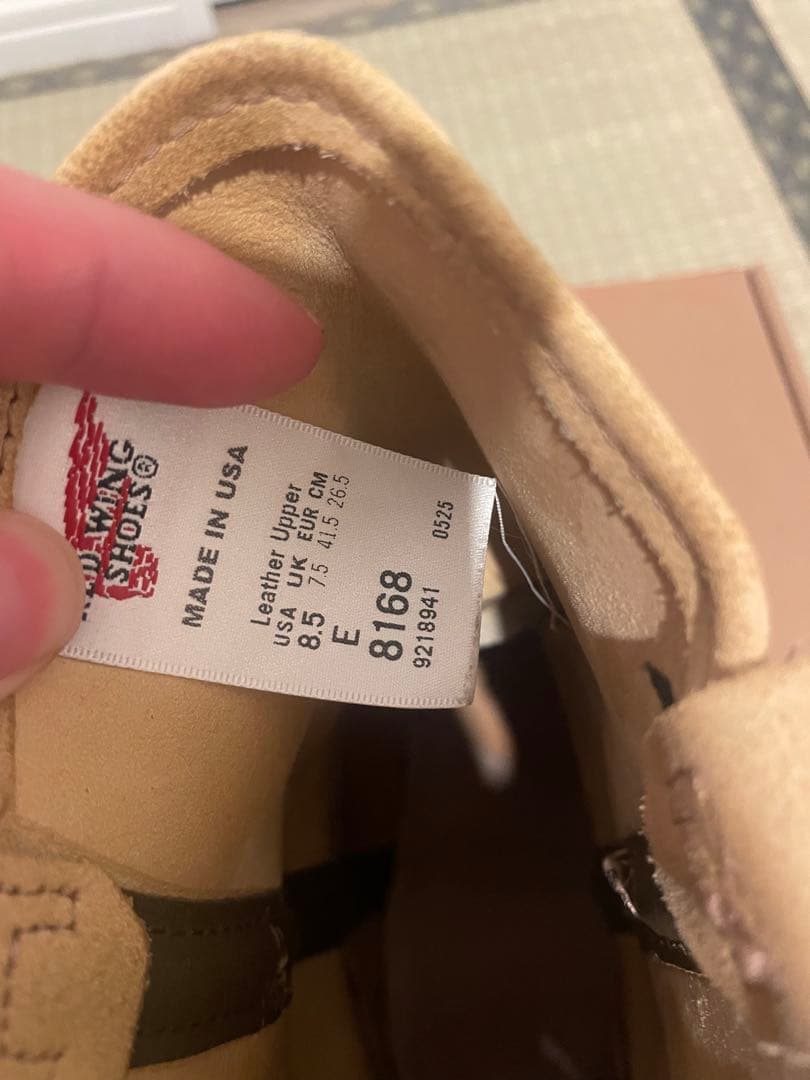 RED WING
SHOES®
MADE IN USA
Leather Upper
USA UK EUR CM
8.5 7.5 41.5 26.5
E
8168
9218941 0525